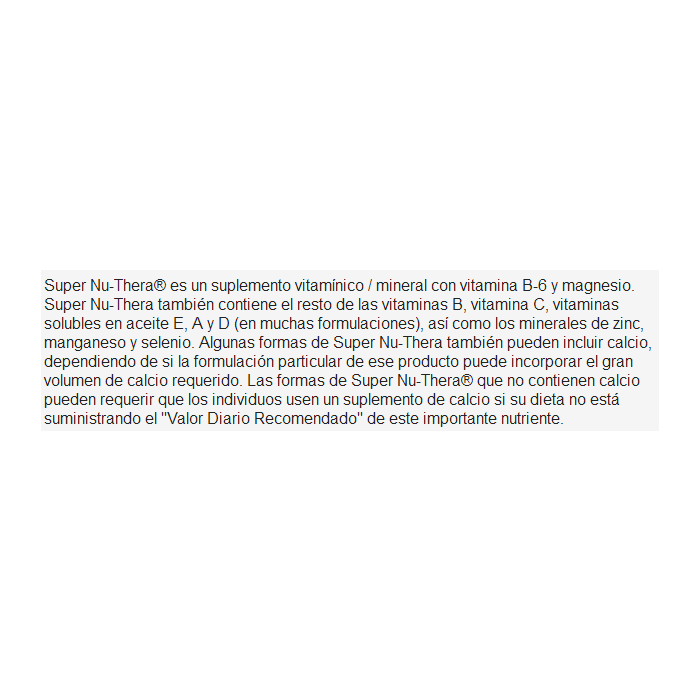 Super Nu-Thera® es un suplemento vitamínico / mineral con vitamina B-6 y magnesio.
Super Nu-Thera también contiene el resto de las vitaminas B, vitamina C, vitaminas
solubles en aceite E, A y D (en muchas formulaciones), así como los minerales de zinc,
manganeso y selenio. Algunas formas de Super Nu-Thera también pueden incluir calcio,
dependiendo de si la formulación particular de ese producto puede incorporar el gran
volumen de calcio requerido. Las formas de Super Nu-Thera® que no contienen calcio
pueden requerir que los individuos usen un suplemento de calcio si su dieta no está
suministrando el "Valor Diario Recomendado" de este importante nutriente.